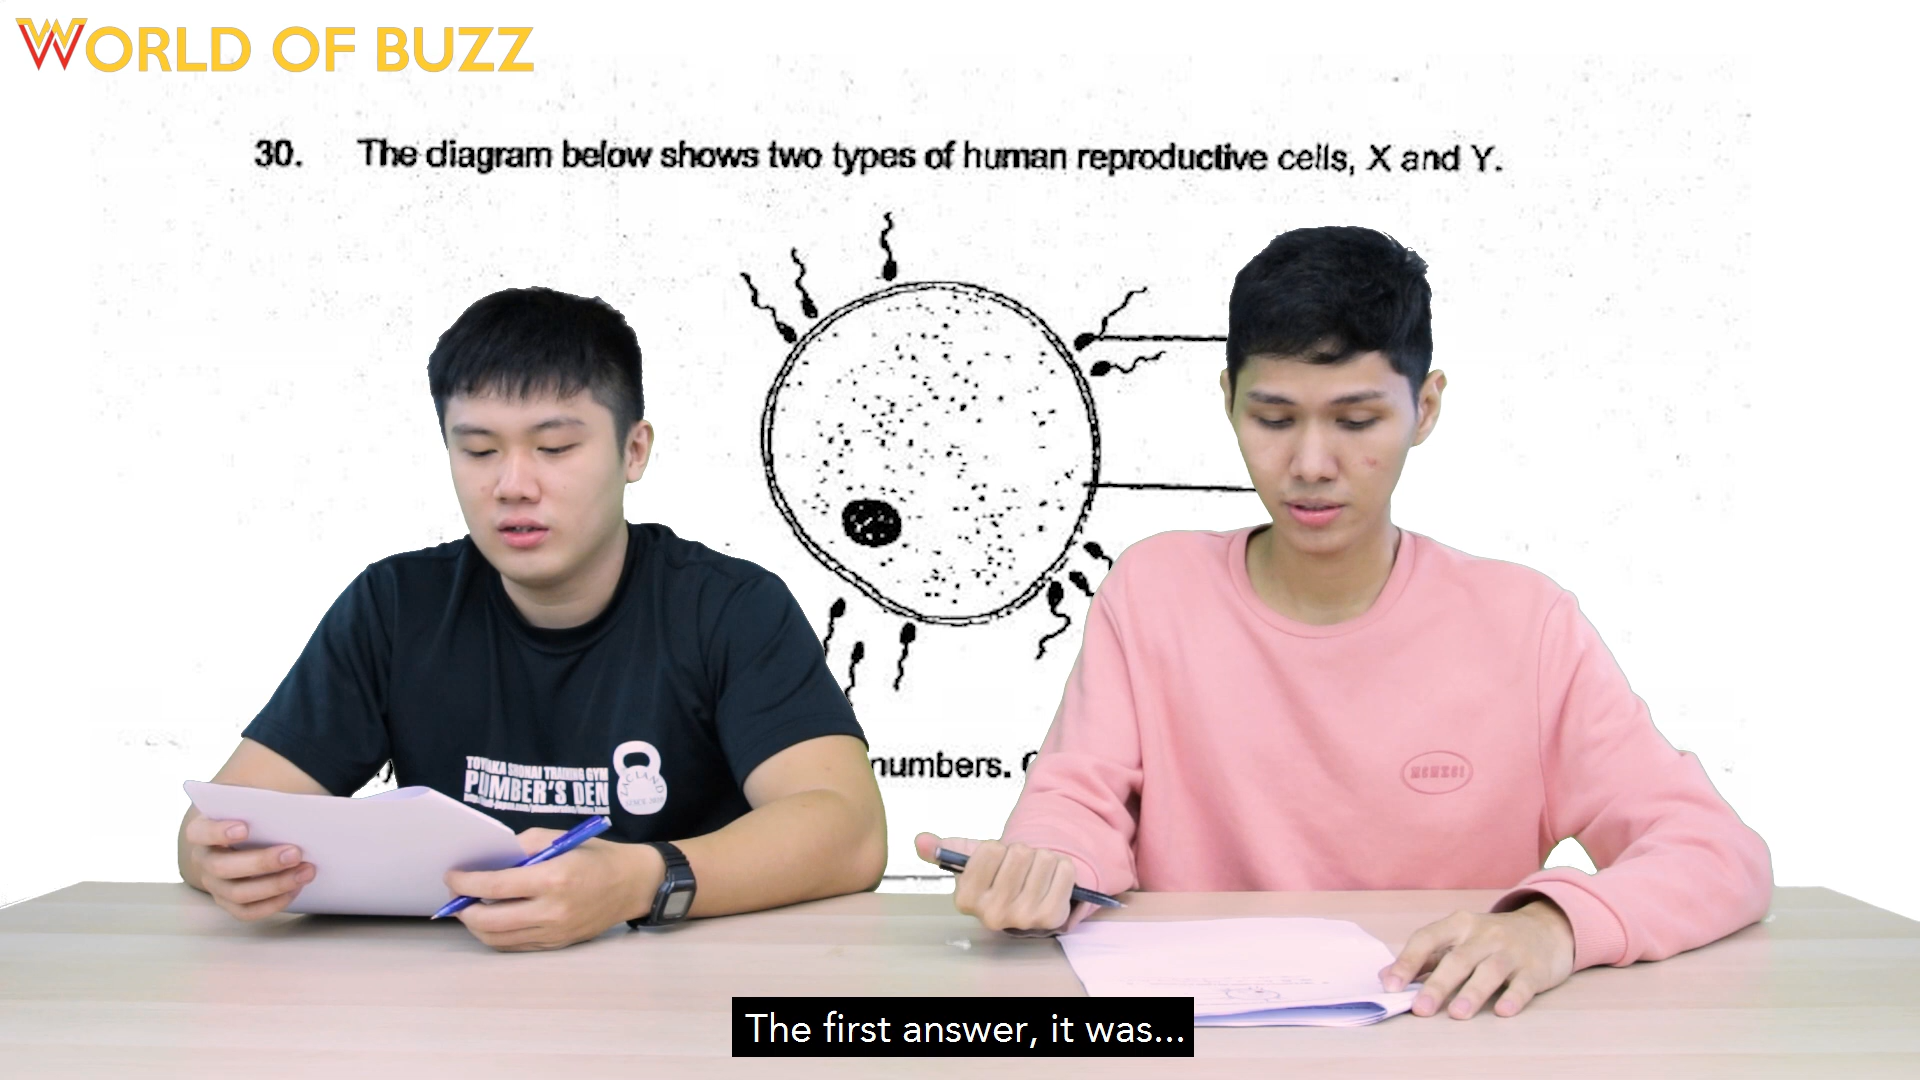 WORLD OF BUZZ
30. The diagram below shows two types of human reproductive cells, X and Y.
numbers.
PLUMBER'S DEN
The first answer, it was...